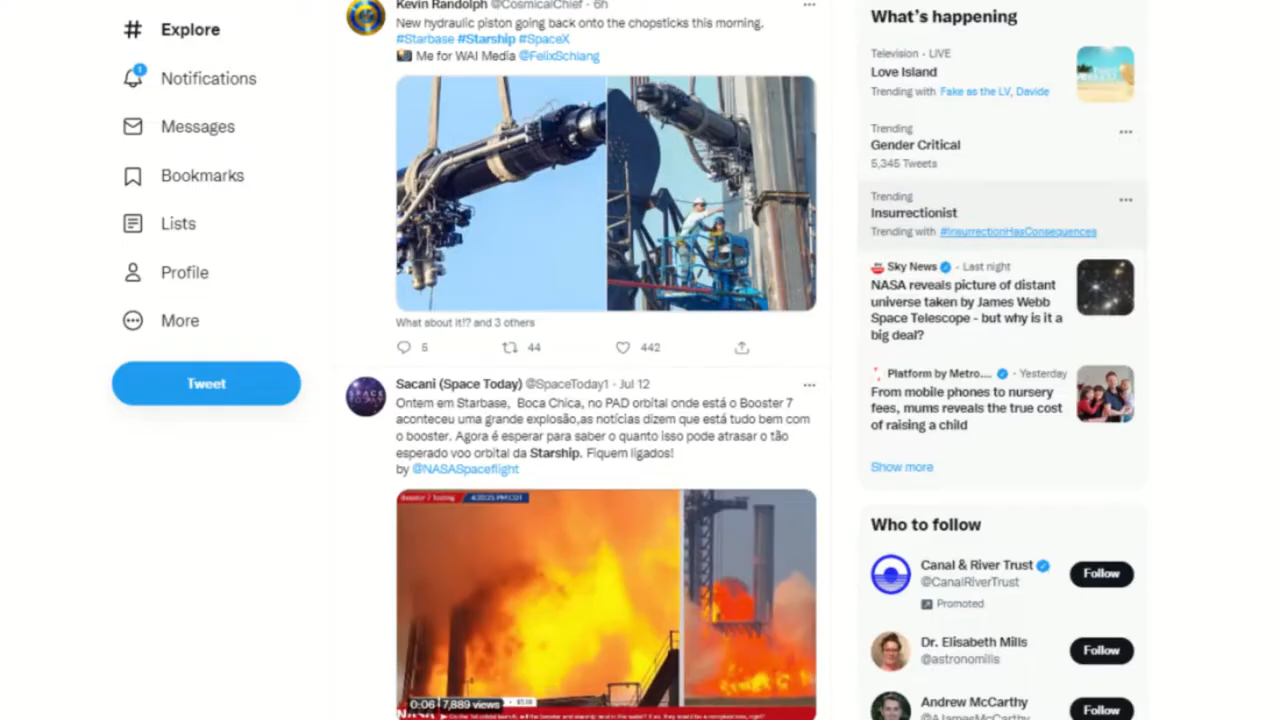 Explore
1
Notifications
Messages
Bookmarks
Lists
Profile
More
Tweet
Kevin Randolph @CosmicalChief · 6h
New hydraulic piston going back onto the chopsticks this morning.
#Starbase #Starship #SpaceX
Me for WAI Media @FelixSchlang
What about it!? and 3 others
5 44 442
Sacani (Space Today) @SpaceToday1 · Jul 12
Ontem em Starbase, Boca Chica, no PAD orbital onde está o Booster 7
aconteceu uma grande explosão,as notícias dizem que está tudo bem com
o booster. Agora é esperar para saber o quanto isso pode atrasar o tão
esperado voo orbital da Starship. Fiquem ligados!
by @NASASpaceflight
Booster 7 Testing
SPACE TODAY
0:06 7,889 views
What's happening
Television · LIVE
Love Island
Trending with Fake as the LV, Davide
Trending
Gender Critical
5,345 Tweets
Trending
Insurrectionist
Trending with #InsurrectionHasConsequences
Sky News · Last night
NASA reveals picture of distant
universe taken by James Webb
Space Telescope - but why is it a
big deal?
Platform by Metro.... · Yesterday
From mobile phones to nursery
fees, mums reveals the true cost
of raising a child
Show more
Who to follow
Canal & River Trust
@CanalRiverTrust
Follow
Promoted
Dr. Elisabeth Mills
@astronomills
Follow
Andrew McCarthy
@AJamesMcCarthy
Follow